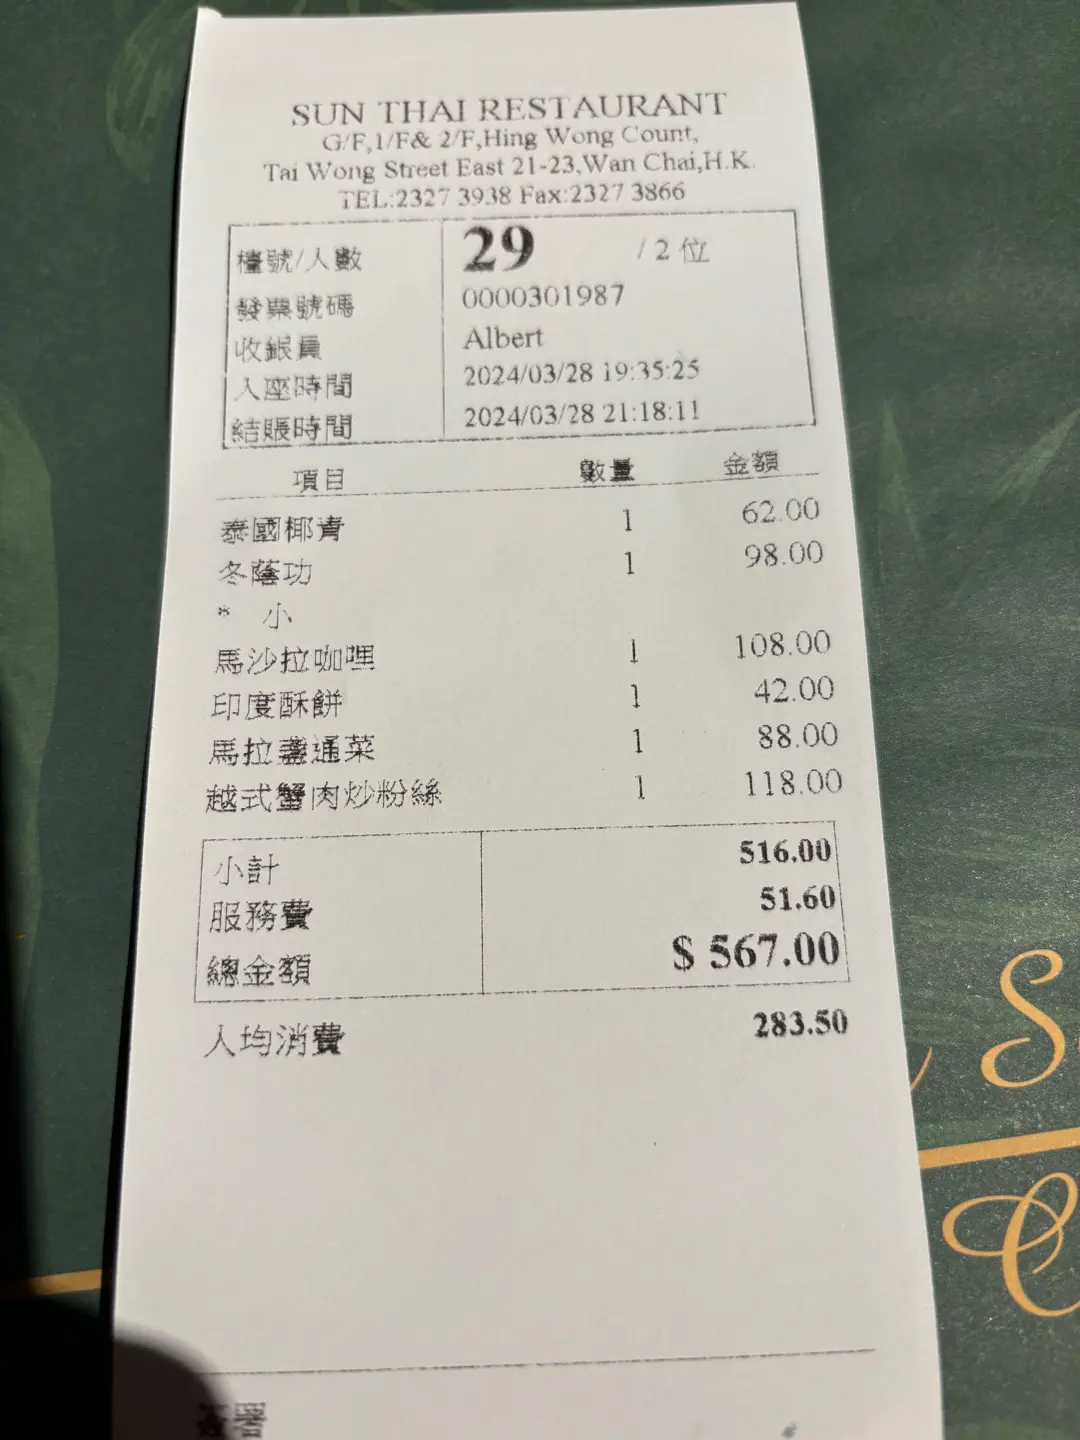 SUN THAI RESTAURANT
G/F,1/F& 2/F,Hing Wong Count,
Tai Wong Street East 21-23,Wan Chai,H.K.
TEL:2327 3938 Fax:2327 3866
檯號/人數 29 / 2 位
發票號碼 0000301987
收銀員 Albert
入座時間 2024/03/28 19:35:25
結賬時間 2024/03/28 21:18:11
項目 數量 金額
泰國椰青 1 62.00
冬蔭功 1 98.00
* 小
馬沙拉咖哩 1 108.00
印度酥餅 1 42.00
馬拉盞通菜 1 88.00
越式蟹肉炒粉絲 1 118.00
小計 516.00
服務費 51.60
總金額 $ 567.00
人均消費 283.50
簽署
S
C